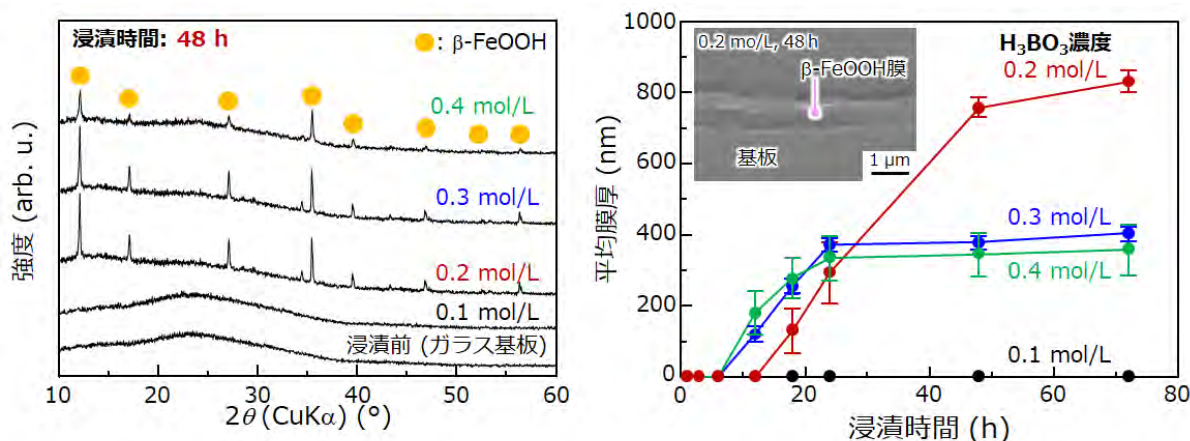 浸漬時間: 48 h
: β-FeOOH
0.4 mol/L
0.3 mol/L
0.2 mol/L
0.1 mol/L
浸漬前 (ガラス基板)
強度 (arb. u.)
10 20 30 40 50 60
2θ (CuKα) (°)
1000
800
600
400
200
0
平均膜厚 (nm)
0.2 mo/L, 48 h
β-FeOOH膜
基板
1 μm
H₃BO₃濃度
0.2 mol/L
0.3 mol/L
0.4 mol/L
0.1 mol/L
0 20 40 60 80
浸漬時間 (h)